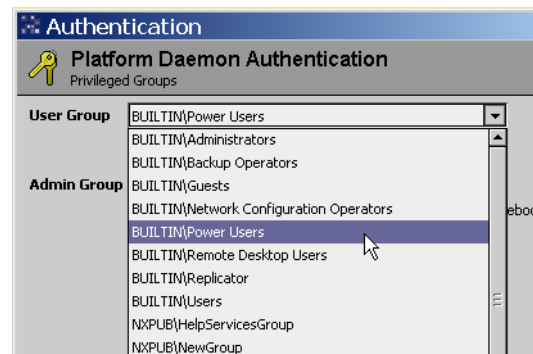 Authentication
Platform Daemon Authentication
Privileged Groups
User Group BUILTIN\Power Users
BUILTIN\Administrators
BUILTIN\Backup Operators
Admin Group BUILTIN\Guests
BUILTIN\Network Configuration Operators
BUILTIN\Power Users
BUILTIN\Remote Desktop Users
BUILTIN\Replicator
BUILTIN\Users
NXPUB\HelpServicesGroup
NXPUB\NewGroup